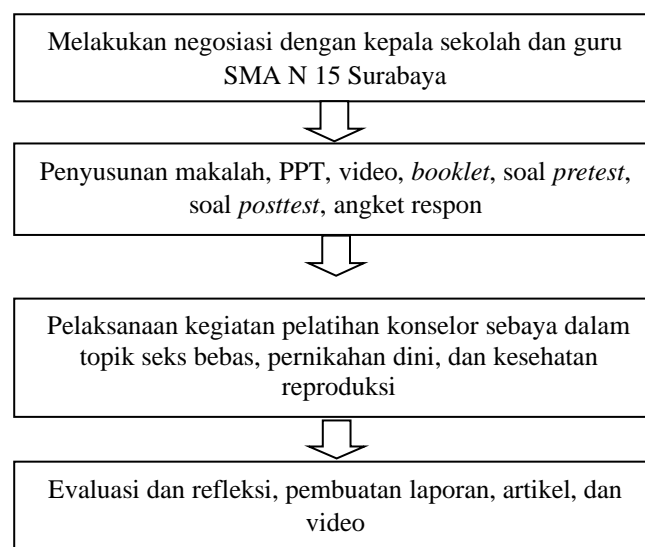 Melakukan negosiasi dengan kepala sekolah dan guru
SMA N 15 Surabaya
Penyusunan makalah, PPT, video, booklet, soal pretest,
soal posttest, angket respon
Pelaksanaan kegiatan pelatihan konselor sebaya dalam
topik seks bebas, pernikahan dini, dan kesehatan
reproduksi
Evaluasi dan refleksi, pembuatan laporan, artikel, dan
video